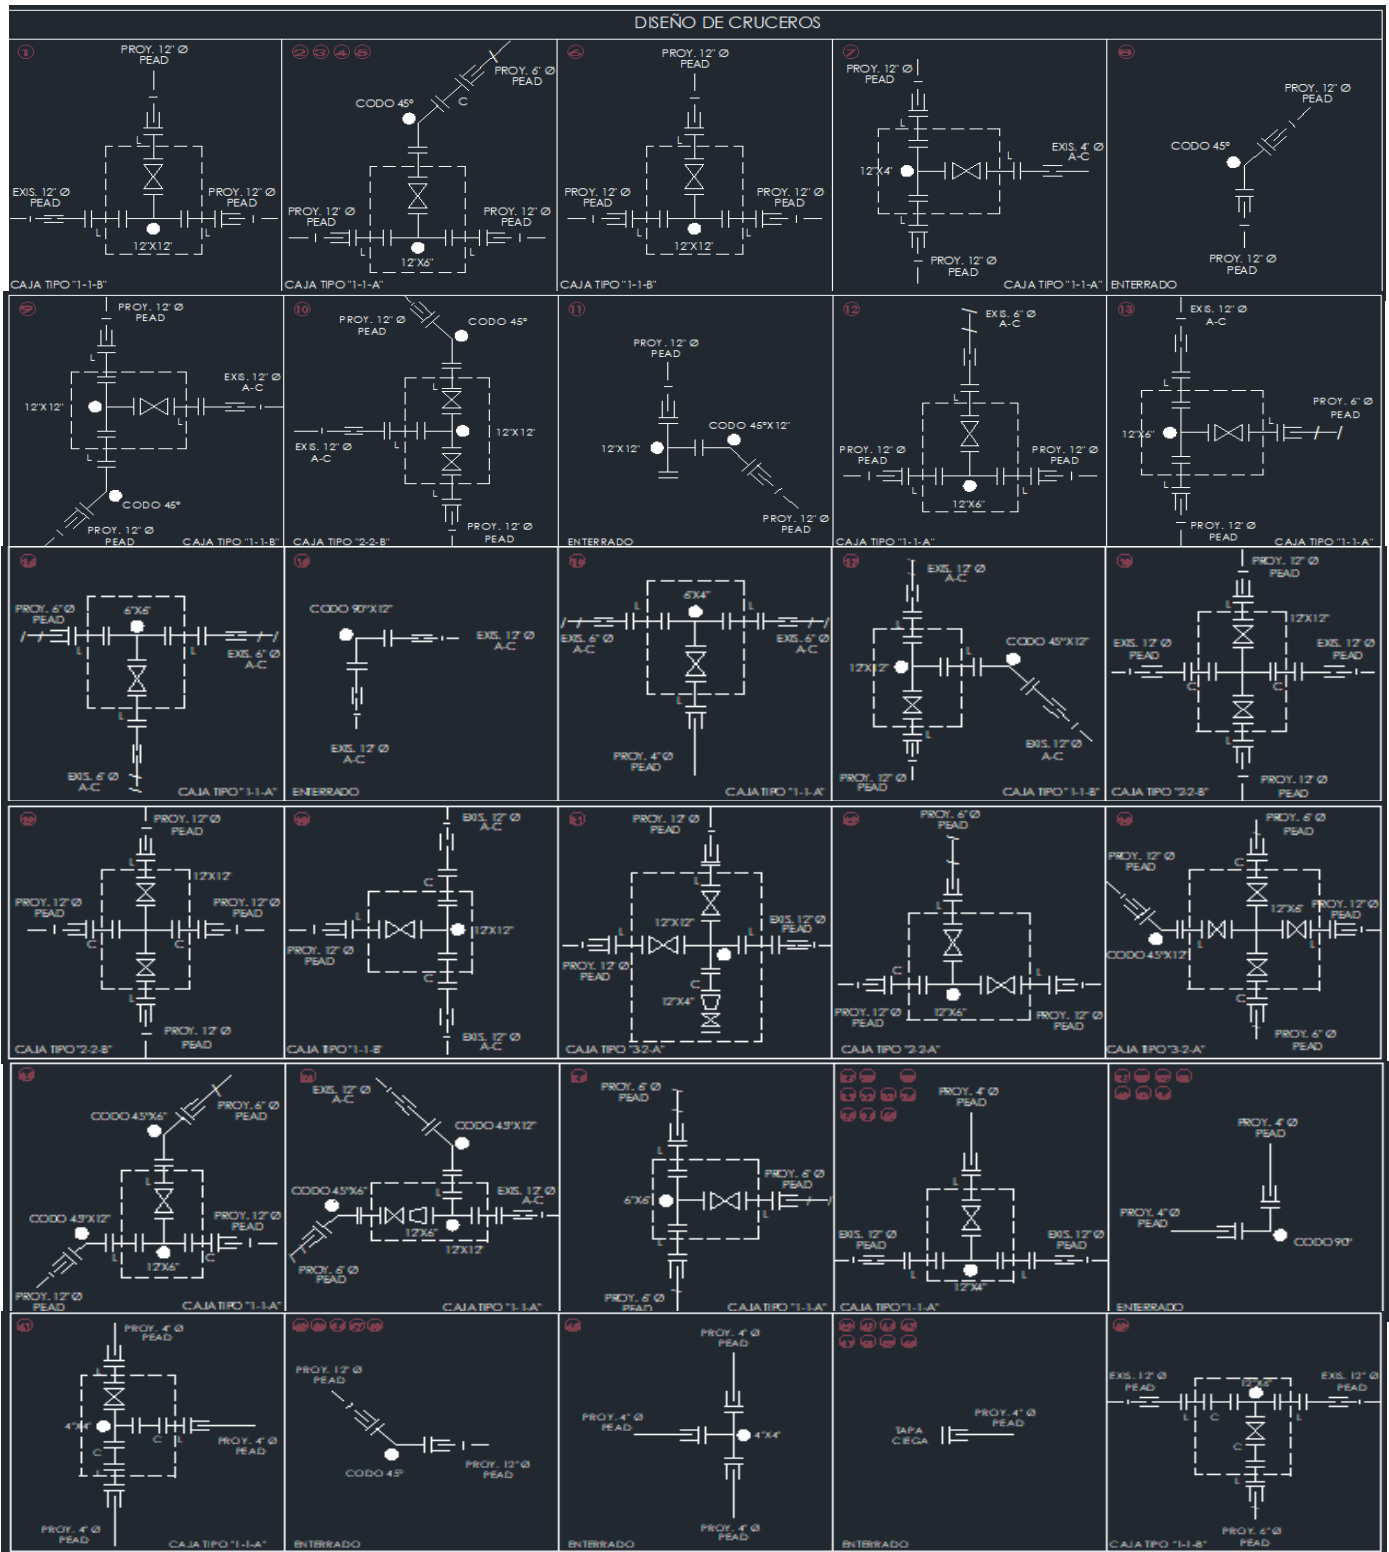 DISEÑO DE CRUCEROS
1
PROY. 12" Ø
PEAD
L
EXIS. 12" Ø
PEAD
PROY. 12" Ø
PEAD
L
L
12"X12"
CAJA TIPO "1-1-B"
2 3 4 5
PROY. 6" Ø
PEAD
CODO 45°
C
PROY. 12" Ø
PEAD
PROY. 12" Ø
PEAD
L
L
12"X6"
CAJA TIPO "1-1-A"
6
PROY. 12" Ø
PEAD
L
PROY. 12" Ø
PEAD
PROY. 12" Ø
PEAD
L
L
12"X12"
CAJA TIPO "1-1-B"
7
PROY. 12" Ø
PEAD
L
EXIS. 4" Ø
A-C
L
12"X4"
L
PROY. 12" Ø
PEAD
CAJA TIPO "1-1-A"
8
PROY. 12" Ø
PEAD
CODO 45°
PROY. 12" Ø
PEAD
ENTERRADO
9
PROY. 12" Ø
PEAD
L
EXIS. 12" Ø
A-C
12"X12"
L
L
CODO 45°
PROY. 12" Ø
PEAD
CAJA TIPO "1-1-B"
10
PROY. 12" Ø
PEAD
CODO 45°
L
12"X12"
EXIS. 12" Ø
A-C
L
L
PROY. 12" Ø
PEAD
CAJA TIPO "2-2-B"
11
PROY. 12" Ø
PEAD
CODO 45°X12"
12"X12"
PROY. 12" Ø
PEAD
ENTERRADO
12
EXIS. 6" Ø
A-C
L
PROY. 12" Ø
PEAD
PROY. 12" Ø
PEAD
L
L
12"X6"
CAJA TIPO "1-1-A"
13
EXIS. 12" Ø
A-C
L
PROY. 6" Ø
PEAD
12"X6"
L
L
PROY. 12" Ø
PEAD
CAJA TIPO "1-1-A"
14
PROY. 6" Ø
PEAD
6"X6"
L
L
EXIS. 6" Ø
A-C
L
EXIS. 6" Ø
A-C
CAJA TIPO "1-1-A"
CODO 90°X12"
EXIS. 12" Ø
A-C
EXIS. 12" Ø
A-C
ENTERRADO
6"X4"
L
L
EXIS. 6" Ø
A-C
EXIS. 6" Ø
A-C
L
PROY. 4" Ø
PEAD
CAJA TIPO "1-1-A"
EXIS. 12" Ø
A-C
L
CODO 45°X12"
12"X12"
L
L
EXIS. 12" Ø
A-C
PROY. 12" Ø
PEAD
CAJA TIPO "1-1-B"
PROY. 12" Ø
PEAD
L
12"X12"
EXIS. 12" Ø
PEAD
EXIS. 12" Ø
PEAD
C
C
L
PROY. 12" Ø
PEAD
CAJA TIPO "2-2-B"
PROY. 12" Ø
PEAD
L
12"X12"
PROY. 12" Ø
PEAD
PROY. 12" Ø
PEAD
C
C
L
PROY. 12" Ø
PEAD
CAJA TIPO "2-2-B"
EXIS. 12" Ø
A-C
C
L
12"X12"
PROY. 12" Ø
PEAD
C
EXIS. 12" Ø
A-C
CAJA TIPO "1-1-B"
21
PROY. 12" Ø
PEAD
L
12"X12"
EXIS. 12" Ø
PEAD
L
L
PROY. 12" Ø
PEAD
C
12"X4"
CAJA TIPO "3-2-A"
PROY. 6" Ø
PEAD
L
C
L
PROY. 12" Ø
PEAD
12"X6"
PROY. 12" Ø
PEAD
CAJA TIPO "2-2-A"
PROY. 6" Ø
PEAD
PROY. 12" Ø
PEAD
C
12"X6"
PROY. 12" Ø
PEAD
L
L
CODO 45°X12"
C
PROY. 6" Ø
PEAD
CAJA TIPO "3-2-A"
PROY. 6" Ø
PEAD
CODO 45°X6"
L
CODO 45°X12"
PROY. 12" Ø
PEAD
L
C
12"X6"
PROY. 12" Ø
PEAD
CAJA TIPO "1-1-A"
EXIS. 12" Ø
A-C
CODO 45°X12"
CODO 45°X6"
L
EXIS. 12" Ø
A-C
12"X6"
12"X12"
PROY. 6" Ø
PEAD
CAJA TIPO "1-1-A"
PROY. 6" Ø
PEAD
L
PROY. 6" Ø
PEAD
6"X6"
L
L
PROY. 6" Ø
PEAD
CAJA TIPO "1-1-A"
PROY. 4" Ø
PEAD
L
EXIS. 12" Ø
PEAD
EXIS. 12" Ø
PEAD
L
L
12"X4"
CAJA TIPO "1-1-A"
PROY. 4" Ø
PEAD
PROY. 4" Ø
PEAD
CODO 90°
ENTERRADO
PROY. 4" Ø
PEAD
L
4"X4"
C
L
PROY. 4" Ø
PEAD
C
L
PROY. 4" Ø
PEAD
CAJA TIPO "1-1-A"
PROY. 12" Ø
PEAD
CODO 45°
PROY. 12" Ø
PEAD
ENTERRADO
PROY. 4" Ø
PEAD
PROY. 4" Ø
PEAD
4"X4"
PROY. 4" Ø
PEAD
ENTERRADO
TAPA
CIEGA
PROY. 4" Ø
PEAD
ENTERRADO
EXIS. 12" Ø
PEAD
12"X6"
EXIS. 12" Ø
PEAD
L
C
L
C
L
PROY. 6" Ø
PEAD
CAJA TIPO "1-1-B"